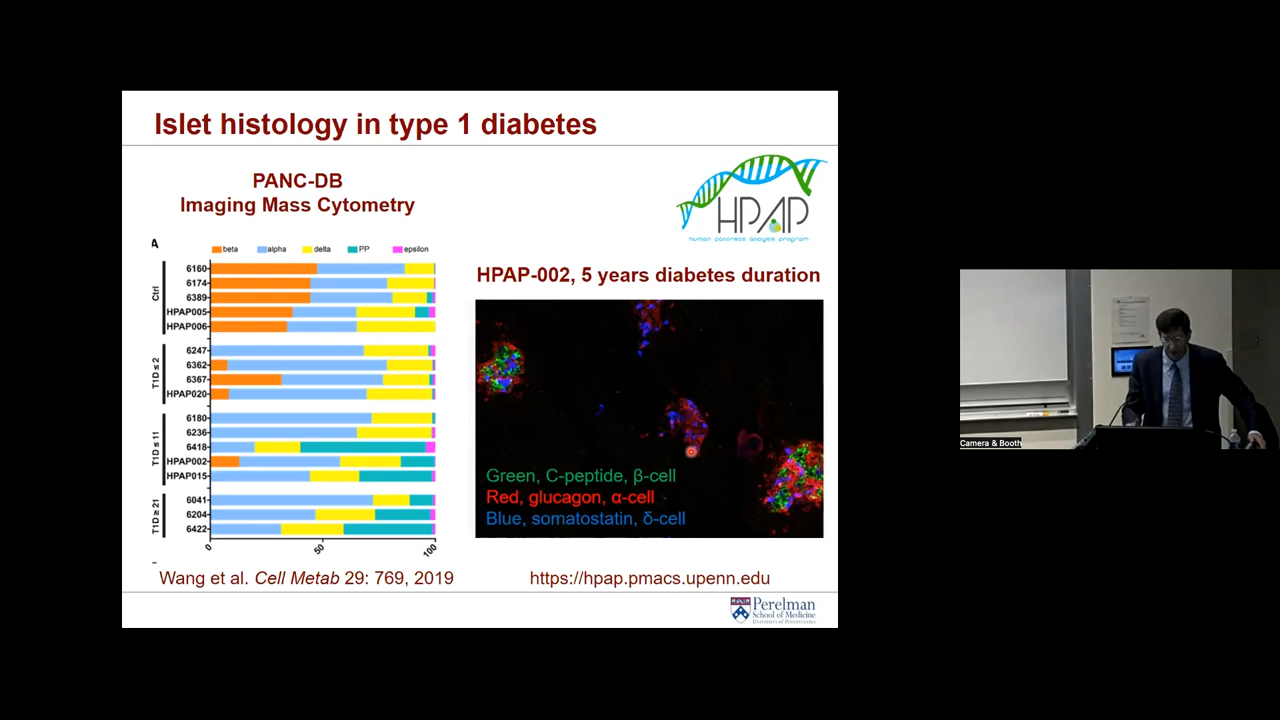 Islet histology in type 1 diabetes
PANC-DB
Imaging Mass Cytometry
HPAP
human pancreas analysis program
A
beta alpha delta PP epsilon
Ctrl
6160
6174
6389
HPAP005
HPAP006
T1D ≤ 2
6247
6362
6367
HPAP020
T1D ≤ 11
6180
6236
6418
HPAP002
HPAP015
T1D ≥ 21
6041
6204
6422
0 50 100
HPAP-002, 5 years diabetes duration
Green, C-peptide, β-cell
Red, glucagon, α-cell
Blue, somatostatin, δ-cell
Wang et al. Cell Metab 29: 769, 2019
https://hpap.pmacs.upenn.edu
Perelman
School of Medicine
University of Pennsylvania
Camera & Booth